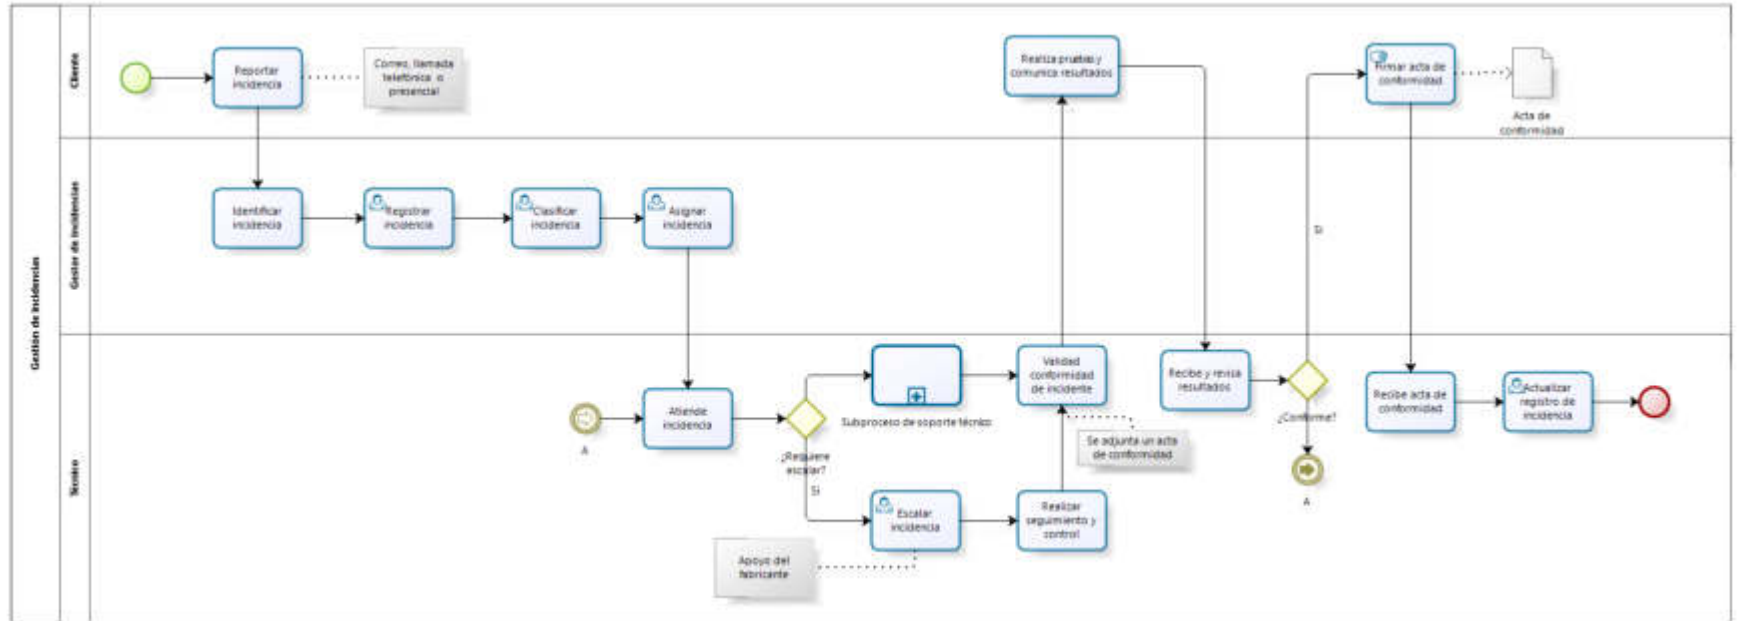 Gestión de Incidencias
Cliente
Reportar
incidencia
Correo, llamada
telefónica o
presencial
Realiza pruebas y
comunica resultados
Firmar acta de
conformidad
Acta de
conformidad
Gestor de Incidencias
Identificar
incidencia
Registrar
incidencia
Clasificar
incidencia
Asignar
incidencia
Si
Técnico
A
Atiende
incidencia
¿Requiere
escalar?
Si
Subproceso de soporte técnico
Validad
conformidad
de incidente
Se adjunta un acta
de conformidad
Escalar
incidencia
Realizar
seguimiento y
control
Apoyo del
fabricante
Recibe y revisa
resultados
¿Conforme?
A
Recibe acta de
conformidad
Actualizar
registro de
incidencia